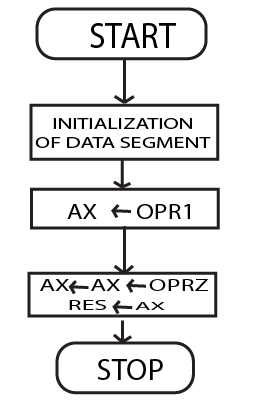 START
INITIALIZATION
OF DATA SEGMENT
AX ← OPR1
AX ← AX ← OPRZ
RES ← AX
STOP